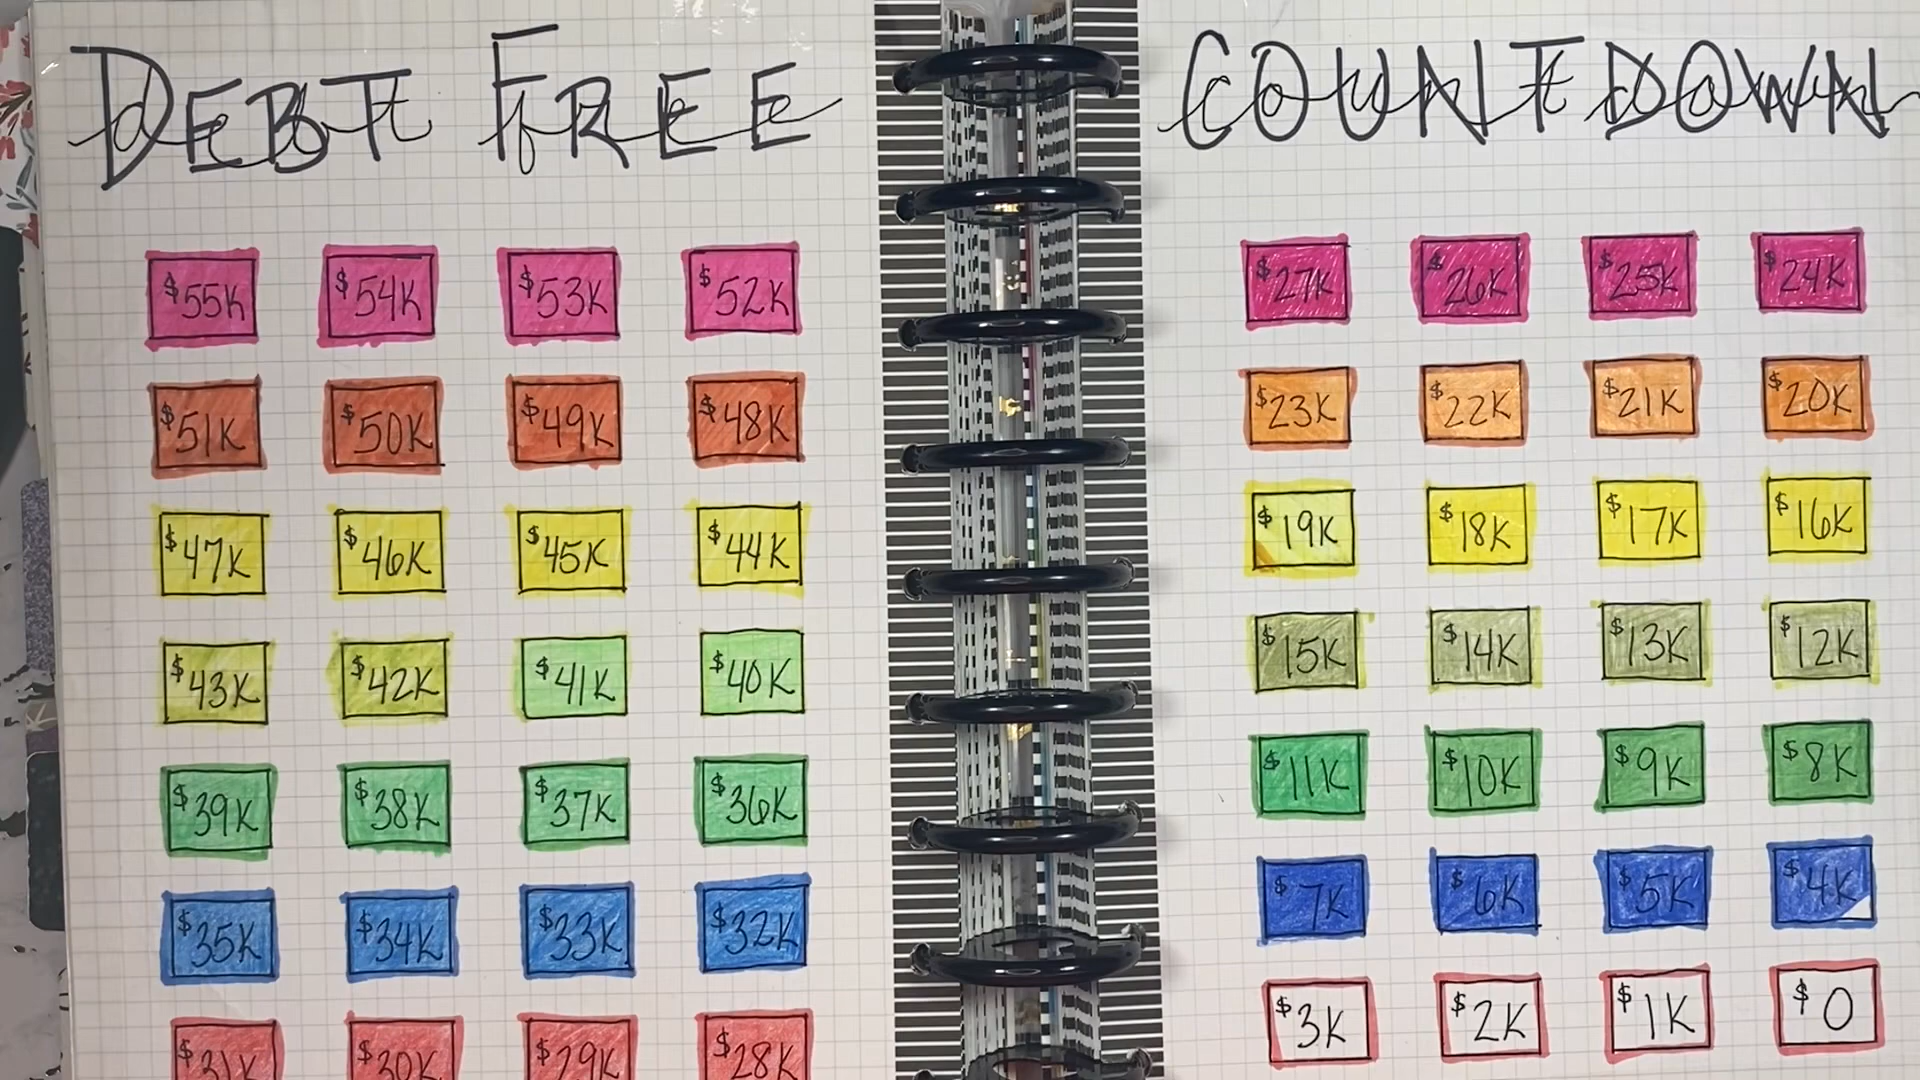 DEBT FREE
$55K $54K $53K $52K
$51K $50K $49K $48K
$47K $46K $45K $44K
$43K $42K $41K $40K
$39K $38K $37K $36K
$35K $34K $33K $32K
$31K $30K $29K $28K
COUNTDOWN
$27K $26K $25K $24K
$23K $22K $21K $20K
$19K $18K $17K $16K
$15K $14K $13K $12K
$11K $10K $9K $8K
$7K $6K $5K $4K
$3K $2K $1K $0